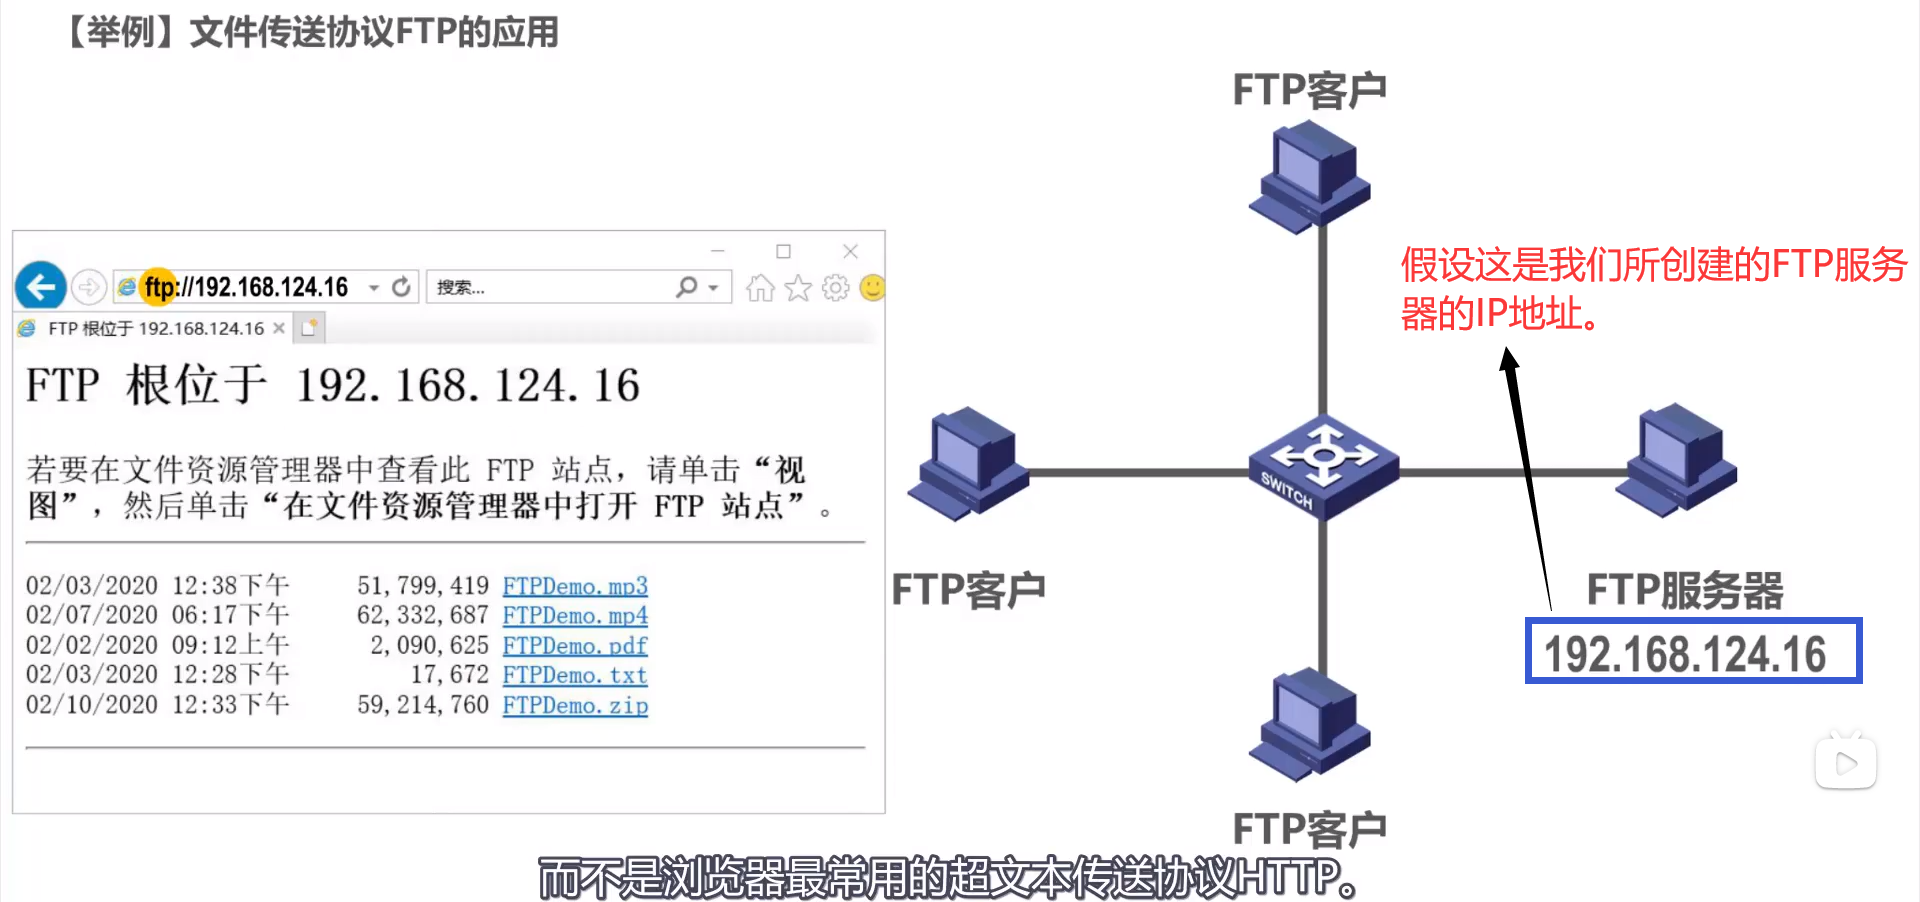 【举例】文件传送协议FTP的应用
FTP客户
ftp://192.168.124.16
搜索...
FTP 根位于 192.168.124.16
FTP 根位于 192.168.124.16
若要在文件资源管理器中查看此 FTP 站点，请单击“视
图”，然后单击“在文件资源管理器中打开 FTP 站点”。
02/03/2020 12:38下午 51,799,419 FTPDemo.mp3
02/07/2020 06:17下午 62,332,687 FTPDemo.mp4
02/02/2020 09:12上午 2,090,625 FTPDemo.pdf
02/03/2020 12:28下午 17,672 FTPDemo.txt
02/10/2020 12:33下午 59,214,760 FTPDemo.zip
假设这是我们所创建的FTP服务
器的IP地址。
SWITCH
FTP客户
FTP服务器
192.168.124.16
FTP客户
而不是浏览器最常用的超文本传送协议HTTP。